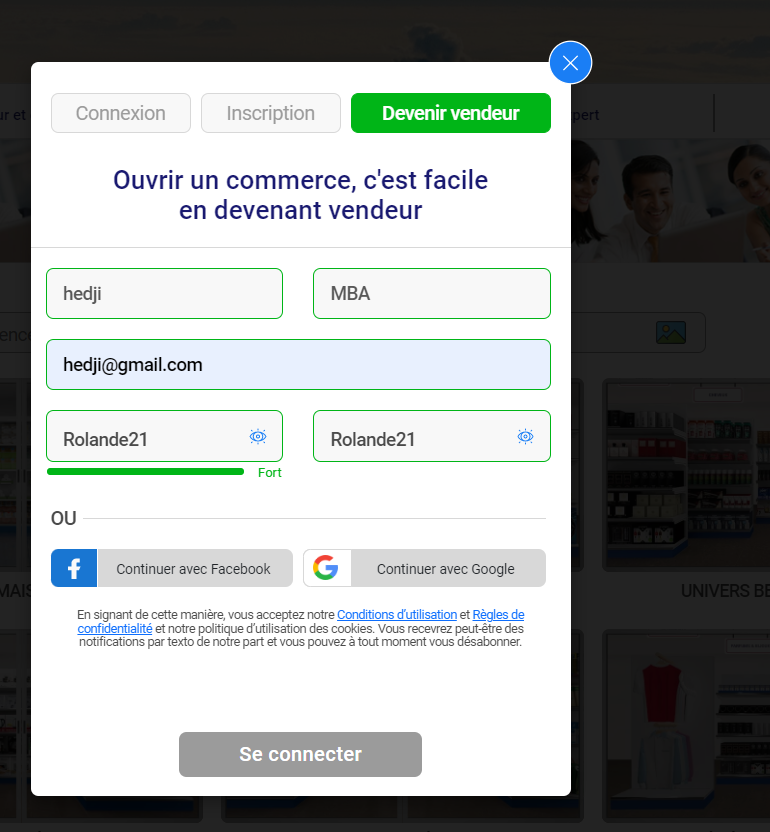 Connexion
Inscription
Devenir vendeur
Ouvrir un commerce, c'est facile
en devenant vendeur
hedji
MBA
hedji@gmail.com
Rolande21
Rolande21
Fort
OU
Continuer avec Facebook
Continuer avec Google
En signant de cette manière, vous acceptez notre Conditions d'utilisation et Règles de
confidentialité et notre politique d'utilisation des cookies. Vous recevrez peut-être des
notifications par texto de notre part et vous pouvez à tout moment vous désabonner.
Se connecter
UNIVERS